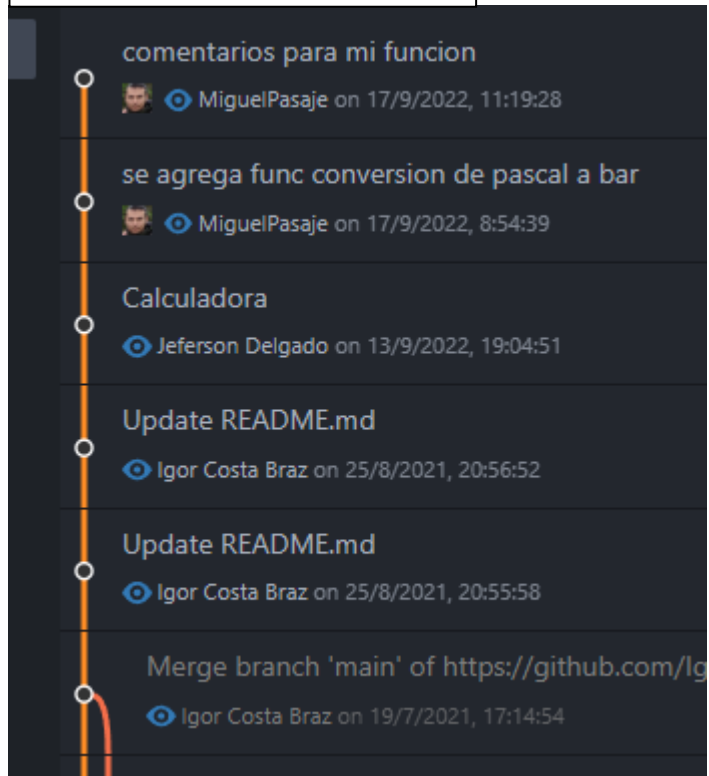 comentarios para mi funcion
MiguelPasaje on 17/9/2022, 11:19:28
se agrega func conversion de pascal a bar
MiguelPasaje on 17/9/2022, 8:54:39
Calculadora
Jeferson Delgado on 13/9/2022, 19:04:51
Update README.md
Igor Costa Braz on 25/8/2021, 20:56:52
Update README.md
Igor Costa Braz on 25/8/2021, 20:55:58
Merge branch 'main' of https://github.com/Ig
Igor Costa Braz on 19/7/2021, 17:14:54